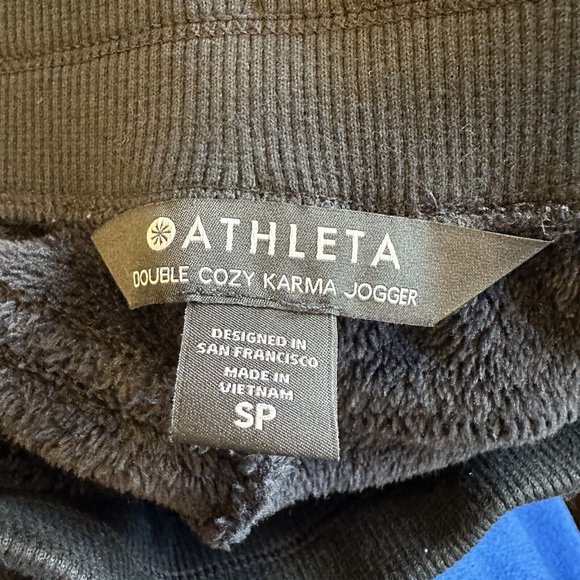 ATHLETA
DOUBLE COZY KARMA JOGGER
DESIGNED IN
SAN FRANCISCO
MADE IN
VIETNAM
SP